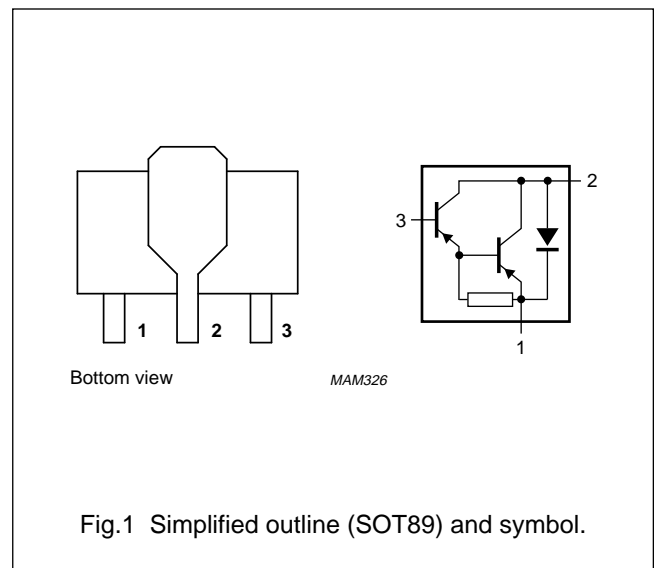 1 2 3
Bottom view
3
2
1
MAM326
Fig.1 Simplified outline (SOT89) and symbol.